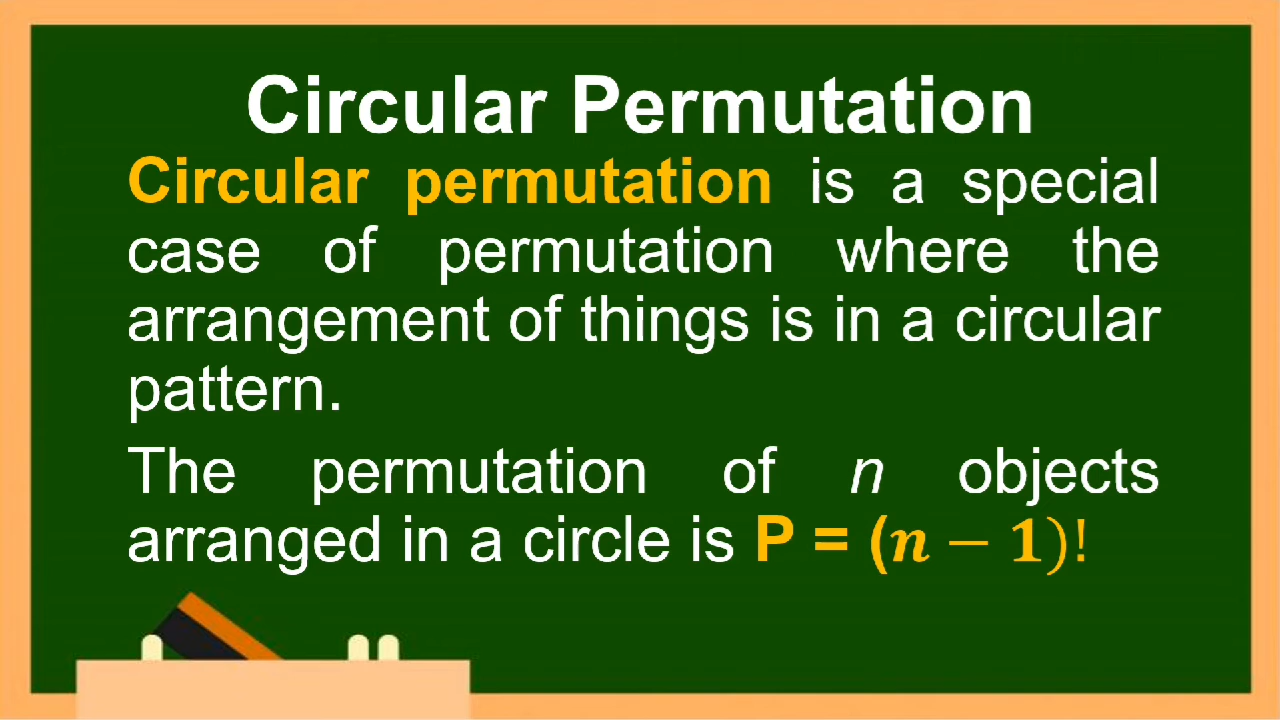 Circular Permutation
Circular permutation is a special
case of permutation where the
arrangement of things is in a circular
pattern.
The permutation of n objects
arranged in a circle is P = (n − 1)!